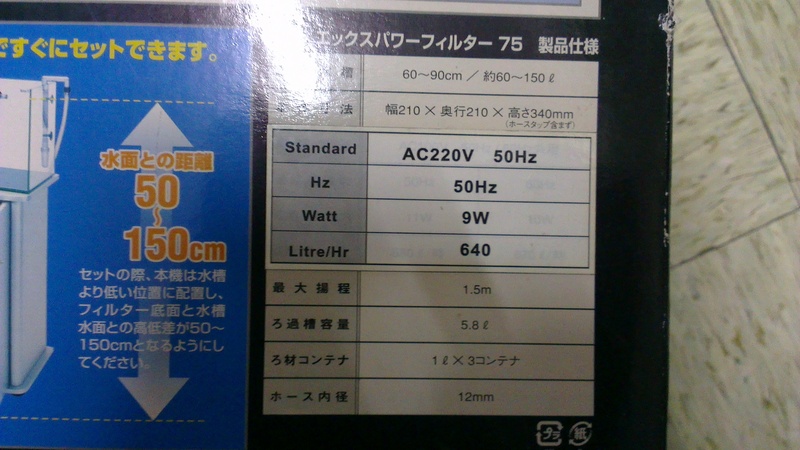 ですぐにセットできます。
水面との距離
50
～
150cm
セットの際、本機は水槽
より低い位置に配置し、
フィルター底面と水槽
水面との高低差が50～
150cmとなるようにし
てください。
エックスパワーフィルター 75 製品仕様
槽 60～90cm ／ 約60～150ℓ
法 幅210 × 奥行210 × 高さ340mm
(ホースタップ含まず)
Standard AC220V 50Hz
Hz 50Hz
Watt 9W
Litre/Hr 640
最大揚程 1.5m
ろ過槽容量 5.8ℓ
ろ材コンテナ 1ℓ×3コンテナ
ホース内径 12mm
プラ 紙